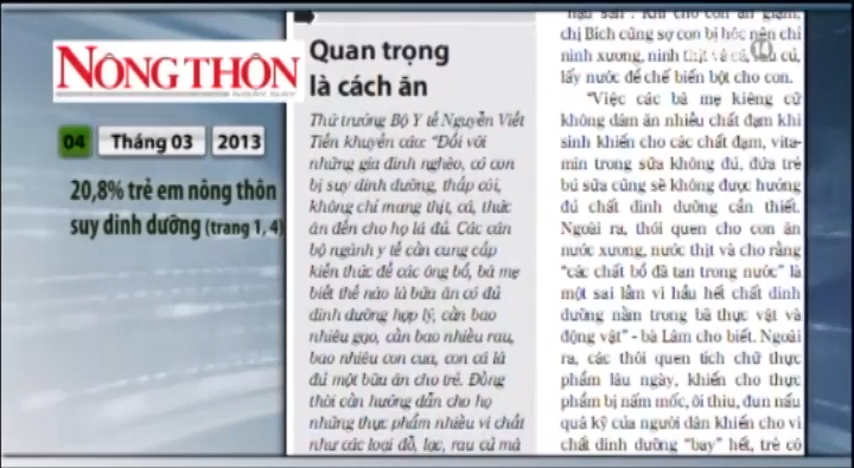 NÔNG THÔN
NGÀY NAY
04 Tháng 03 2013
20,8% trẻ em nông thôn
suy dinh dưỡng (trang 1, 4)
Quan trọng
là cách ăn
Thứ trưởng Bộ Y tế Nguyễn Viết
Tiến khuyến cáo: "Đối với
những gia đình nghèo, có con
bị suy dinh dưỡng, thấp còi,
không chỉ mang thịt, cá, thức
ăn đến cho họ là đủ. Các cán
bộ ngành y tế cần cung cấp
kiến thức để các ông bố, bà mẹ
biết thế nào là bữa ăn có đủ
dinh dưỡng hợp lý, cần bao
nhiêu gạo, cần bao nhiêu rau,
bao nhiêu con cua, con cá là
đủ một bữa ăn cho trẻ. Đồng
thời cần hướng dẫn cho họ
những thực phẩm nhiều vi chất
như các loại đỗ, lạc, rau củ mà
hậu sản". Khi cho con ăn giặm,
chị Bích cũng sợ con bị hóc nên chỉ
ninh xương, ninh thịt và cá, rau củ,
lấy nước để chế biến bột cho con.
"Việc các bà mẹ kiêng cữ
không dám ăn nhiều chất đạm khi
sinh khiến cho các chất đạm, vita-
min trong sữa không đủ, đứa trẻ
bú sữa cũng sẽ không được hưởng
đủ chất dinh dưỡng cần thiết.
Ngoài ra, thói quen cho con ăn
nước xương, nước thịt và cho rằng
"các chất bổ đã tan trong nước" là
một sai lầm vì hầu hết chất dinh
dưỡng nằm trong bã thực vật và
động vật" - bà Lâm cho biết. Ngoài
ra, các thói quen tích chữ thực
phẩm lâu ngày, khiến cho thực
phẩm bị nấm mốc, ôi thiu, đun nấu
quá kỹ của người dân khiến cho vi
chất dinh dưỡng "bay" hết, trẻ có